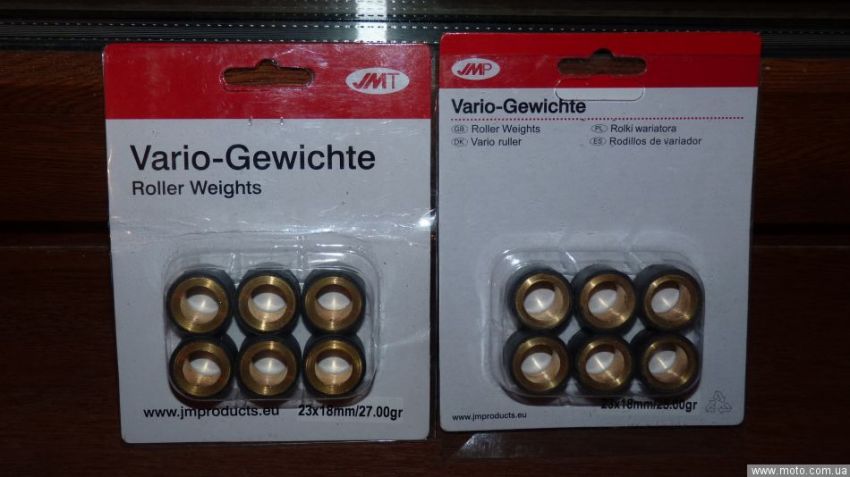 JMT
Vario-Gewichte
Roller Weights
www.jmproducts.eu
23x18mm/27.00gr
JMP
Vario-Gewichte
GB Roller Weights
DK Vario ruller
PL Rolki wariatora
ES Rodillos de variador
www.jmproducts.eu
www.moto.com.ua